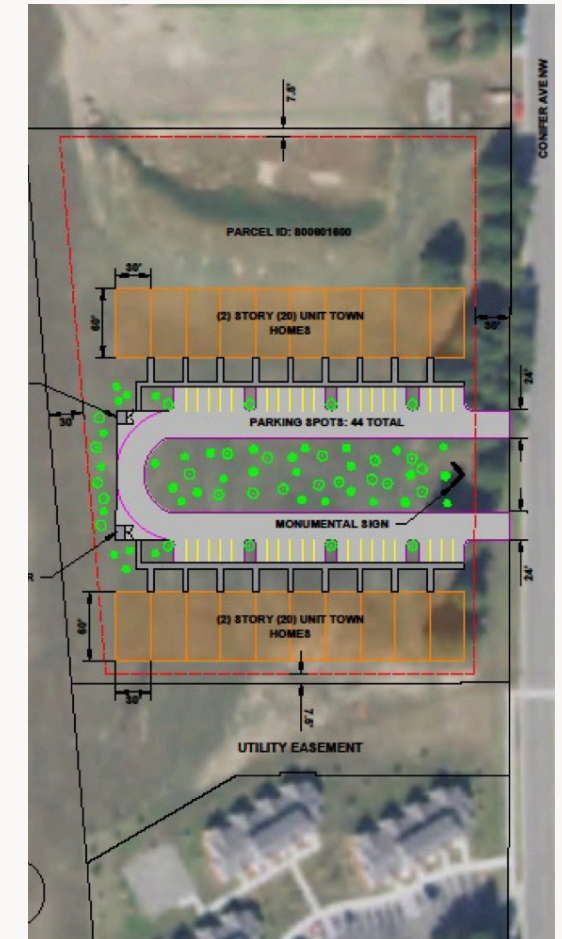 7.5'
CONIFER AVE NW
PARCEL ID: 800801600
30'
60'
(2) STORY (20) UNIT TOWN
HOMES
30'
24'
PARKING SPOTS: 44 TOTAL
30'
MONUMENTAL SIGN
R
24'
60'
(2) STORY (20) UNIT TOWN
HOMES
30'
7.5'
UTILITY EASEMENT